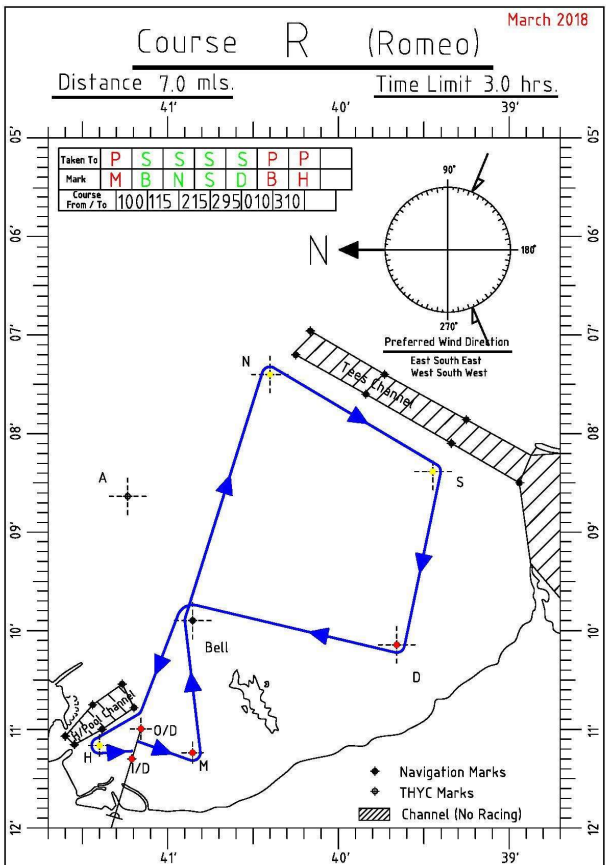 March 2018
Course R (Romeo)
Distance 7.0 mls.
Time Limit 3.0 hrs.
41' 40' 39'
05'
Taken To P S S S S P P
Mark M B N S D B H
Course From / To 100 115 215 295 010 310
90°
06'
N
180°
270°
07'
Preferred Wind Direction
East South East
West South West
N
Tees Channel
08'
S
A
09'
10'
Bell
D
H/Pool Channel
11'
O/D
H
I/D
M
Navigation Marks
THYC Marks
Channel (No Racing)
12'
41' 40' 39'